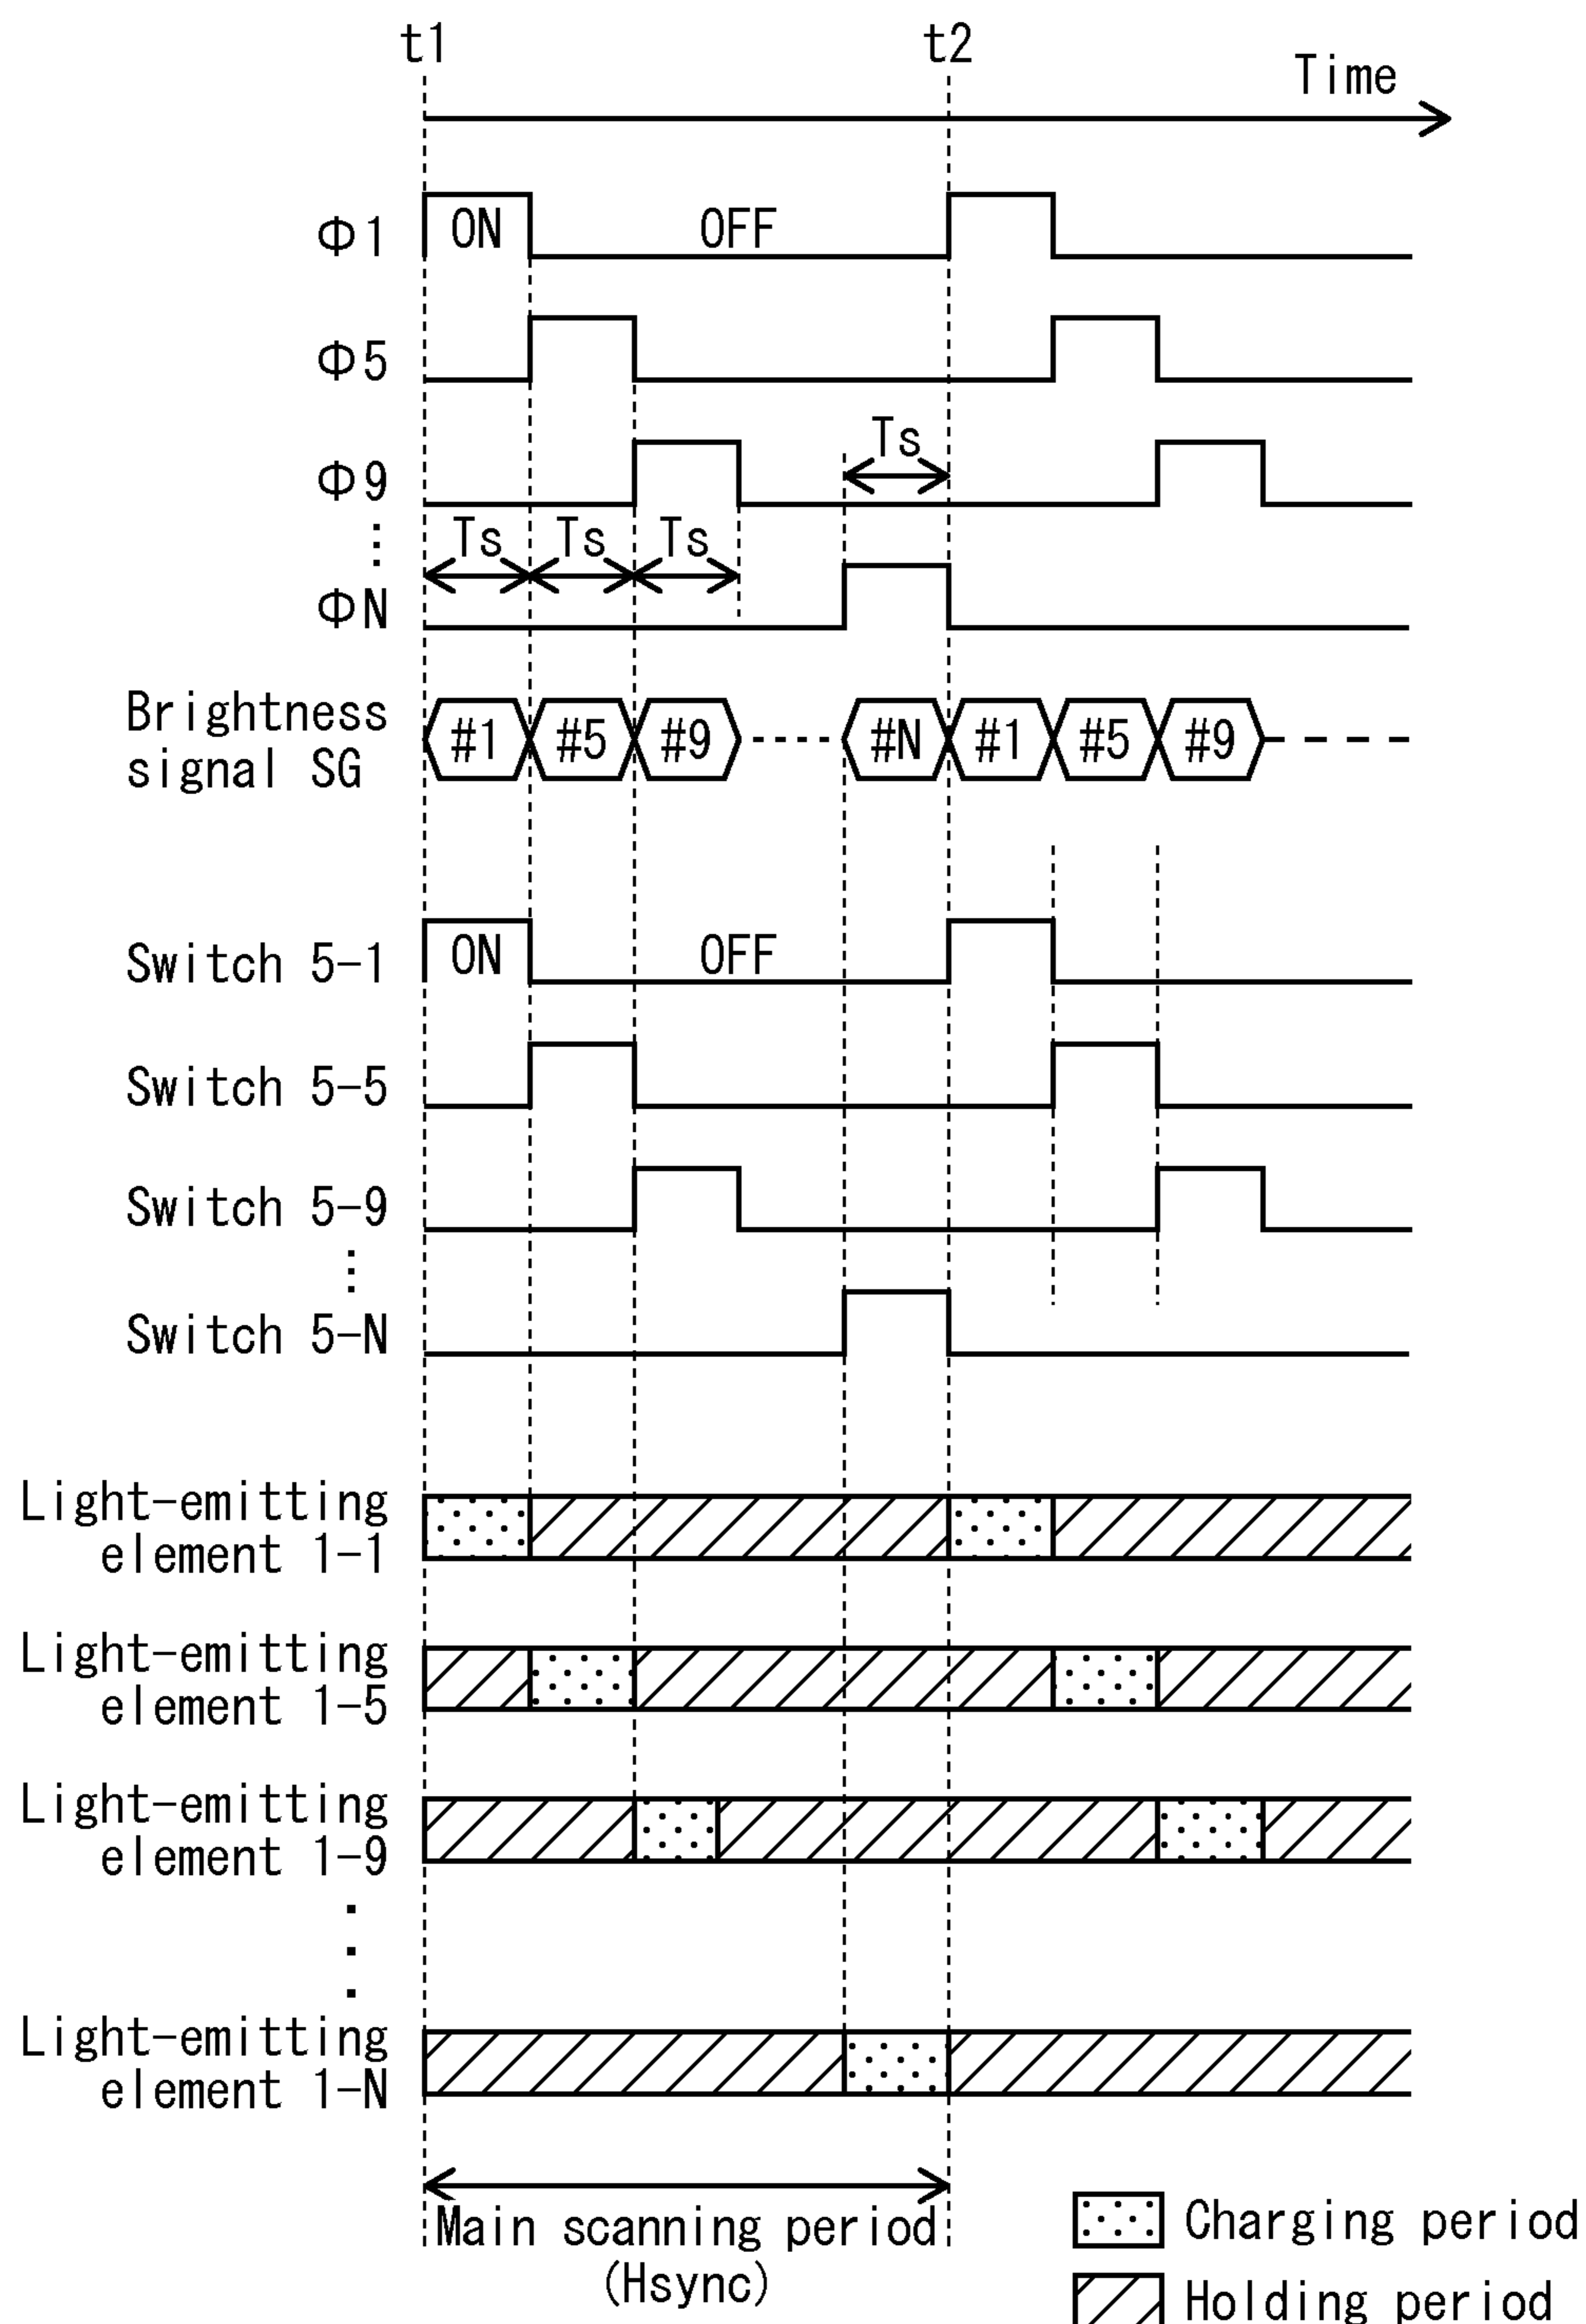 t1
t2
Time
Φ1
ON
OFF
Φ5
Φ9
Ts
⋮
Ts
Ts
Ts
ΦN
Brightness
signal SG
#1
#5
#9
#N
#1
#5
#9
Switch 5-1
ON
OFF
Switch 5-5
Switch 5-9
⋮
Switch 5-N
Light-emitting
element 1-1
Light-emitting
element 1-5
Light-emitting
element 1-9
⋮
Light-emitting
element 1-N
Main scanning period
(Hsync)
Charging period
Holding period